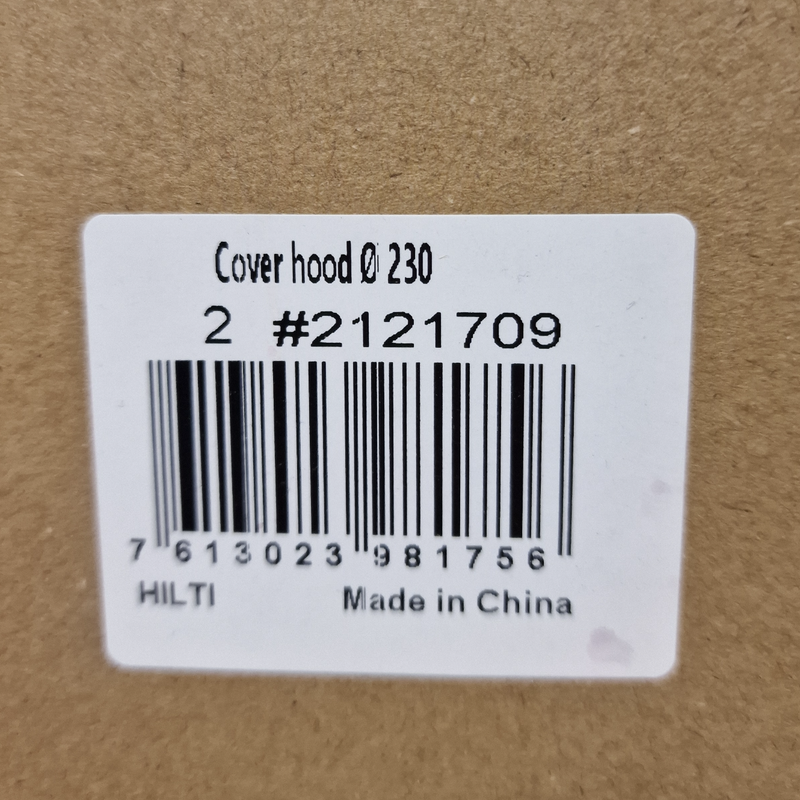 Cover hood Ø 230
2 #2121709
7 613023 981756
HILTI Made in China